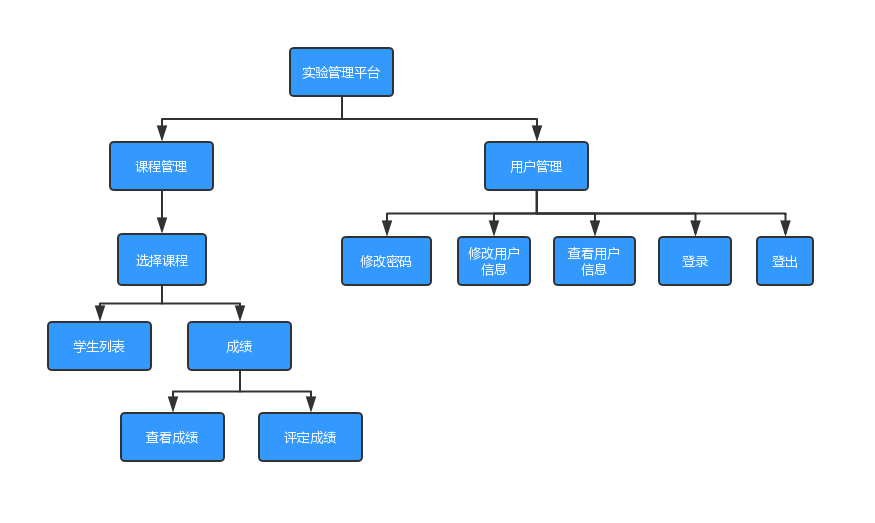 实验管理平台
课程管理
用户管理
选择课程
修改密码
修改用户
信息
查看用户
信息
登录
登出
学生列表
成绩
查看成绩
评定成绩